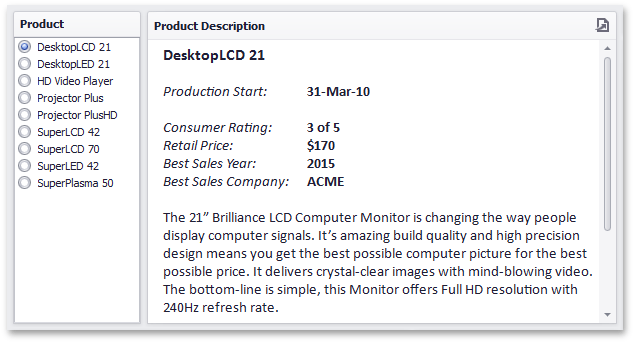 Product
DesktopLCD 21
DesktopLED 21
HD Video Player
Projector Plus
Projector PlusHD
SuperLCD 42
SuperLCD 70
SuperLED 42
SuperPlasma 50
Product Description
DesktopLCD 21
Production Start: 31-Mar-10
Consumer Rating: 3 of 5
Retail Price: $170
Best Sales Year: 2015
Best Sales Company: ACME
The 21” Brilliance LCD Computer Monitor is changing the way people
display computer signals. It’s amazing build quality and high precision
design means you get the best possible computer picture for the best
possible price. It delivers crystal-clear images with mind-blowing video.
The bottom-line is simple, this Monitor offers Full HD resolution with
240Hz refresh rate.